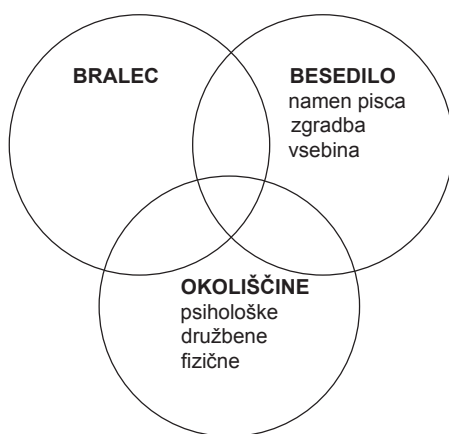 BRALEC
BESEDILO
namen pisca
zgradba
vsebina
OKOLIŠČINE
psihološke
družbene
fizične